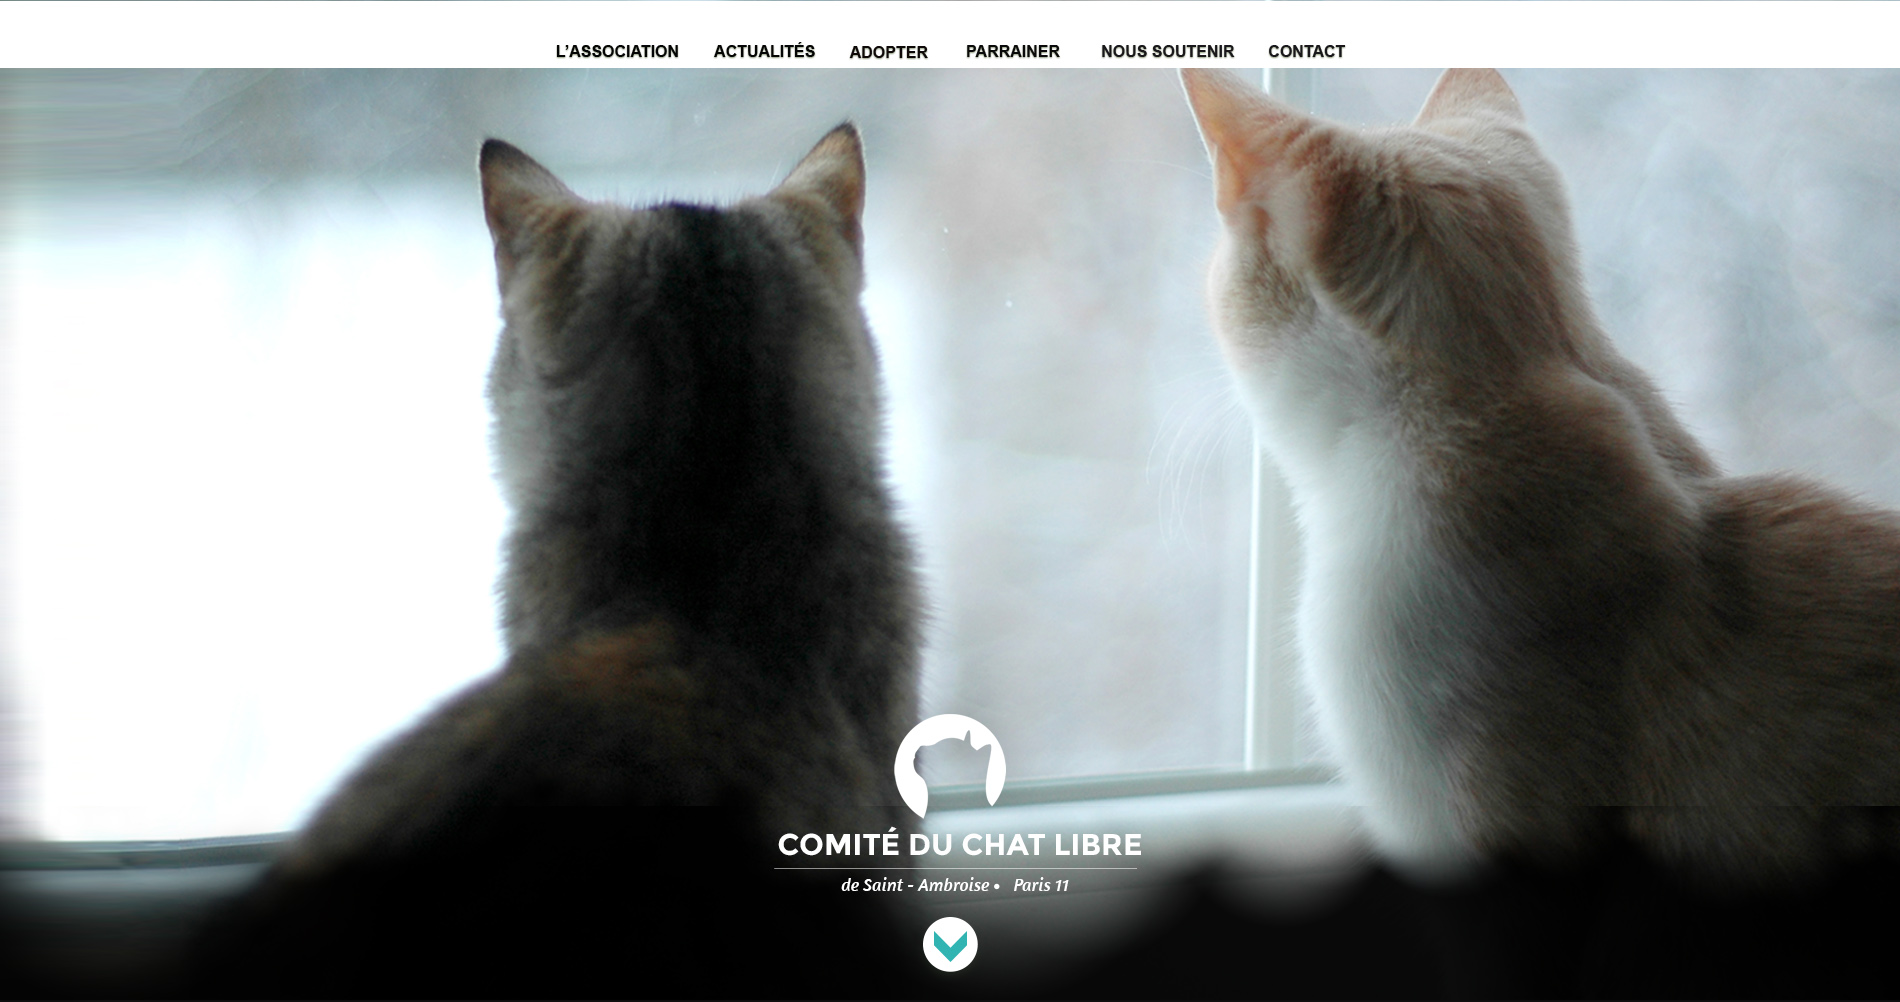 L'ASSOCIATION ACTUALITÉS ADOPTER PARRAINER NOUS SOUTENIR CONTACT
COMITÉ DU CHAT LIBRE
de Saint - Ambroise • Paris 11